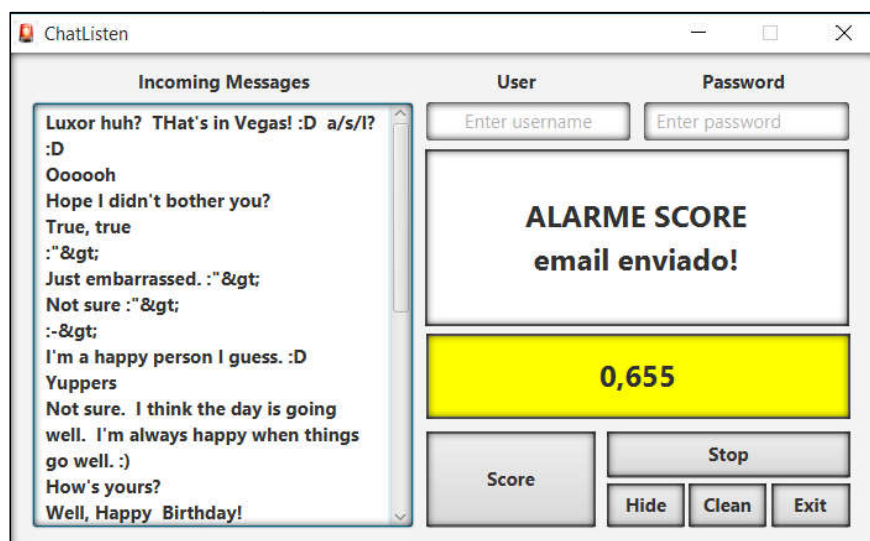 ChatListen
Incoming Messages
User
Password
Luxor huh?  THat's in Vegas! :D  a/s/l?
:D
Oooooh
Hope I didn't bother you?
True, true
:"&gt;
Just embarrassed. :"&gt;
Not sure :"&gt;
:-&gt;
I'm a happy person I guess. :D
Yuppers
Not sure.  I think the day is going
well.  I'm always happy when things
go well. :)
How's yours?
Well, Happy  Birthday!
Enter username
Enter password
ALARME SCORE
email enviado!
0,655
Score
Stop
Hide
Clean
Exit